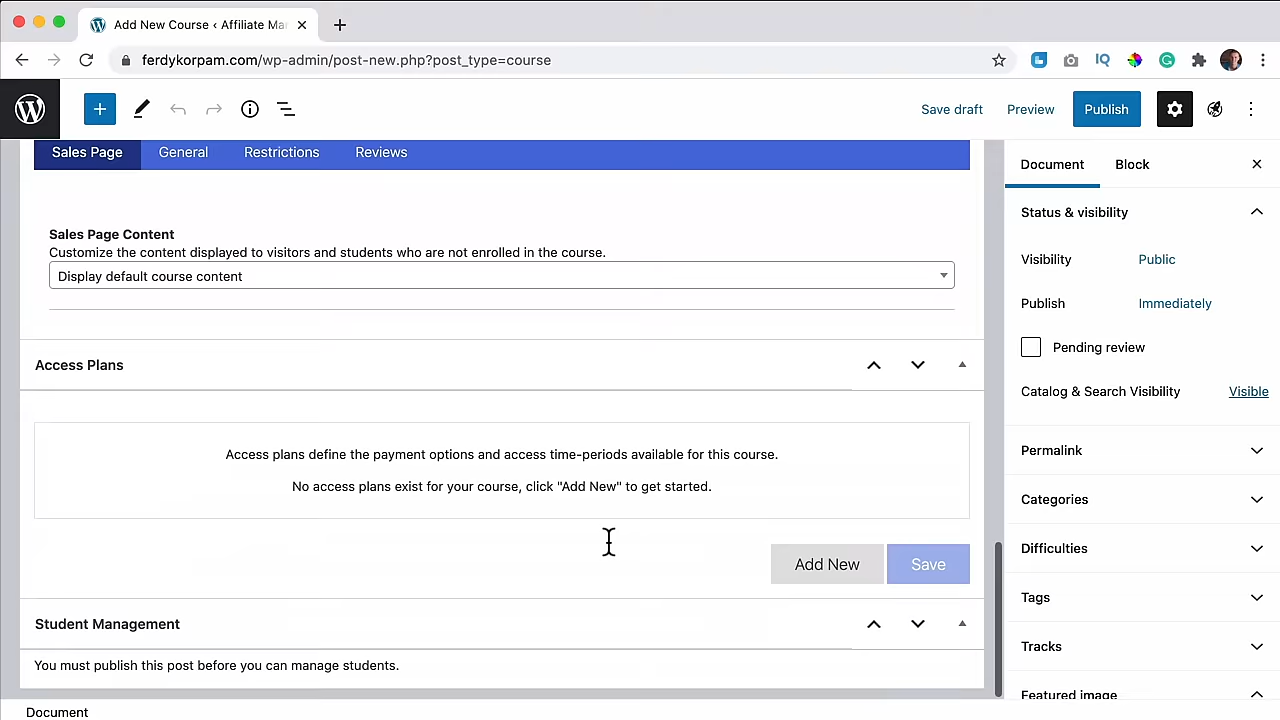 Add New Course ‹ Affiliate Ma
ferdykorpam.com/wp-admin/post-new.php?post_type=course
IQ
Save draft
Preview
Publish
Sales Page
General
Restrictions
Reviews
Document
Block
Status & visibility
Sales Page Content
Customize the content displayed to visitors and students who are not enrolled in the course.
Display default course content
Visibility
Public
Publish
Immediately
Pending review
Access Plans
Catalog & Search Visibility
Visible
Access plans define the payment options and access time-periods available for this course.
No access plans exist for your course, click "Add New" to get started.
Permalink
Categories
Add New
Save
Difficulties
Tags
Student Management
Tracks
You must publish this post before you can manage students.
Featured image
Document